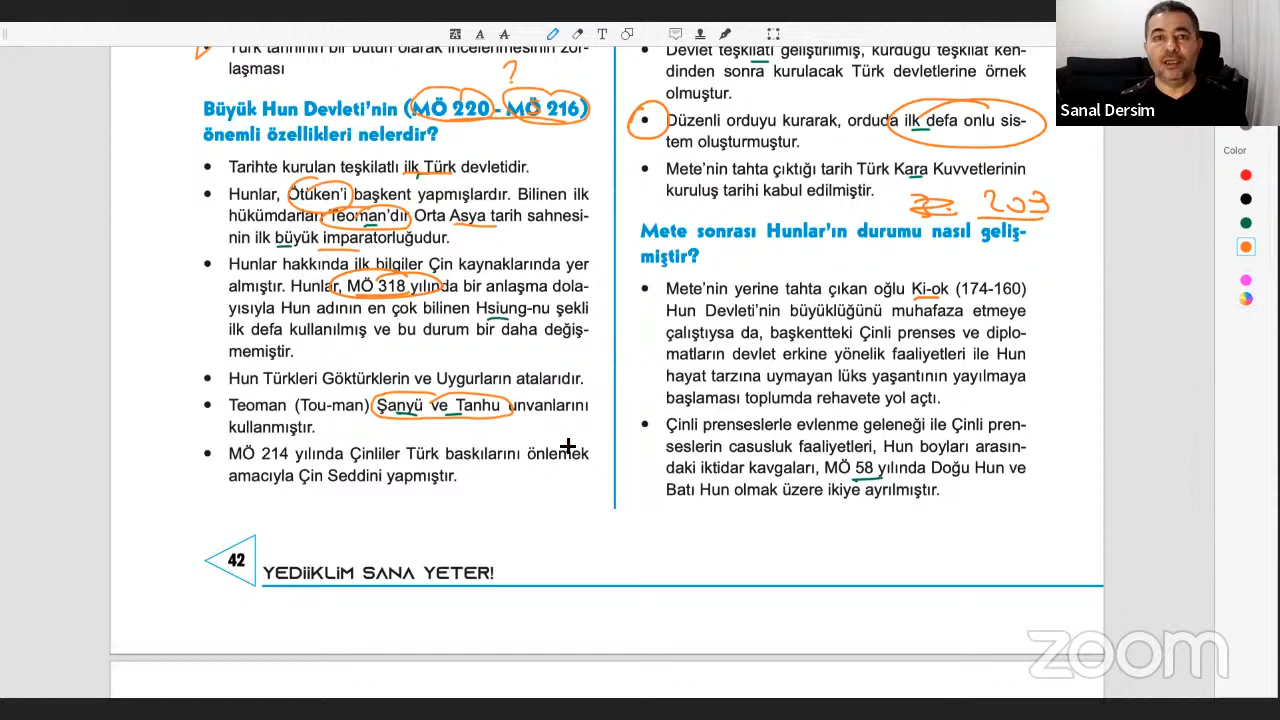 Türk tarihinin bir bütün olarak incelenmesinin zor-
laşması
?
Büyük Hun Devleti’nin (MÖ 220 - MÖ 216)
önemli özellikleri nelerdir?
• Tarihte kurulan teşkilatlı ilk Türk devletidir.
• Hunlar, Ötüken’i başkent yapmışlardır. Bilinen ilk
hükümdarları Teoman’dır. Orta Asya tarih sahnesi-
nin ilk büyük imparatorluğudur.
• Hunlar hakkında ilk bilgiler Çin kaynaklarında yer
almıştır. Hunlar, MÖ 318 yılında bir anlaşma dola-
yısıyla Hun adının en çok bilinen Hsiung-nu şekli
ilk defa kullanılmış ve bu durum bir daha değiş-
memiştir.
• Hun Türkleri Göktürklerin ve Uygurların atalarıdır.
• Teoman (Tou-man) Şanyü ve Tanhu unvanlarını
kullanmıştır.
• MÖ 214 yılında Çinliler Türk baskılarını önlemek
amacıyla Çin Seddini yapmıştır.
• Devlet teşkilatı geliştirilmiş, kurduğu teşkilat ken-
dinden sonra kurulacak Türk devletlerine örnek
olmuştur.
• Düzenli orduyu kurarak, orduda ilk defa onlu sis-
tem oluşturmuştur.
• Mete’nin tahta çıktığı tarih Türk Kara Kuvvetlerinin
kuruluş tarihi kabul edilmiştir.
203
Mete sonrası Hunlar’ın durumu nasıl geliş-
miştir?
• Mete’nin yerine tahta çıkan oğlu Ki-ok (174-160)
Hun Devleti’nin büyüklüğünü muhafaza etmeye
çalıştıysa da, başkentteki Çinli prenses ve diplo-
matların devlet erkine yönelik faaliyetleri ile Hun
hayat tarzına uymayan lüks yaşantının yayılmaya
başlaması toplumda rehavete yol açtı.
• Çinli prenseslerle evlenme geleneği ile Çinli pren-
seslerin casusluk faaliyetleri, Hun boyları arasın-
daki iktidar kavgaları, MÖ 58 yılında Doğu Hun ve
Batı Hun olmak üzere ikiye ayrılmıştır.
42
YEDİİKLİM SANA YETER!
Sanal Dersim
Color
zoom